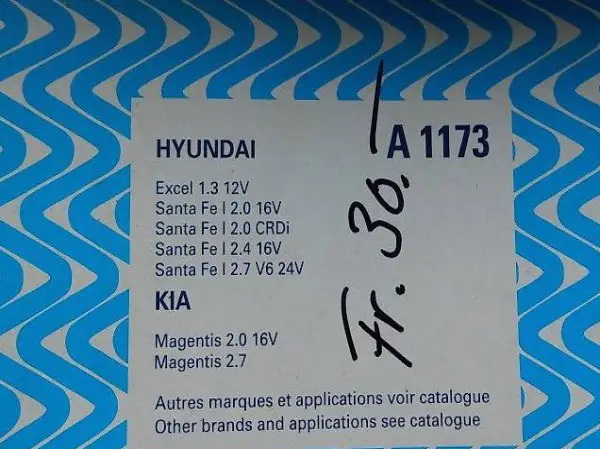 HYUNDAI
A 1173
Excel 1.3 12V
Santa Fe I 2.0 16V
Santa Fe I 2.0 CRDi
Santa Fe I 2.4 16V
Santa Fe I 2.7 V6 24V
KIA
Magentis 2.0 16V
Magentis 2.7
Autres marques et applications voir catalogue
Other brands and applications see catalogue
Fr. 30.